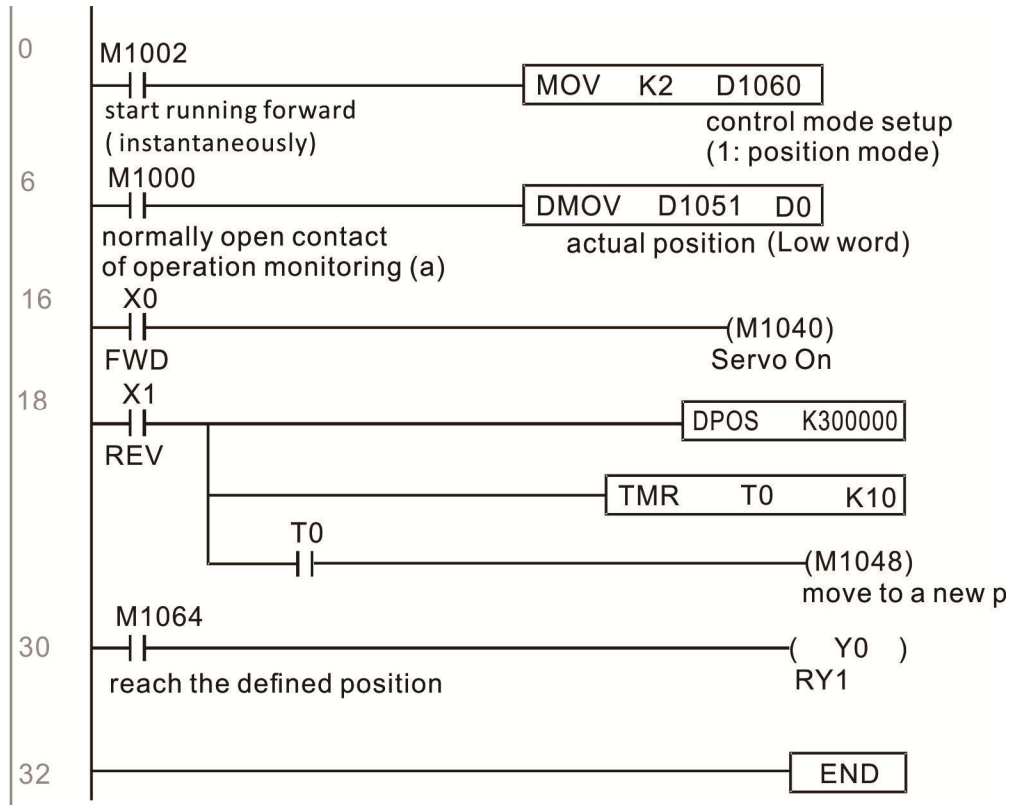 0
M1002
MOV K2 D1060
start running forward
( instantaneously)
control mode setup
(1: position mode)
6
M1000
DMOV D1051 D0
normally open contact
of operation monitoring (a)
actual position (Low word)
16
X0
(M1040)
FWD
Servo On
18
X1
DPOS K300000
REV
TMR T0 K10
T0
(M1048)
move to a new p
M1064
30
( Y0 )
reach the defined position
RY1
32
END